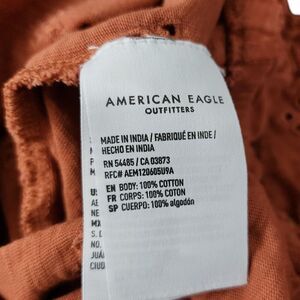 AMERICAN EAGLE
OUTFITTERS
MADE IN INDIA / FABRIQUÉ EN INDE /
HECHO EN INDIA
RN 54485 / CA 03873
RFC# AEM120605U9A
EN BODY: 100% COTTON
FR CORPS: 100% COTON
SP CUERPO: 100% algodón